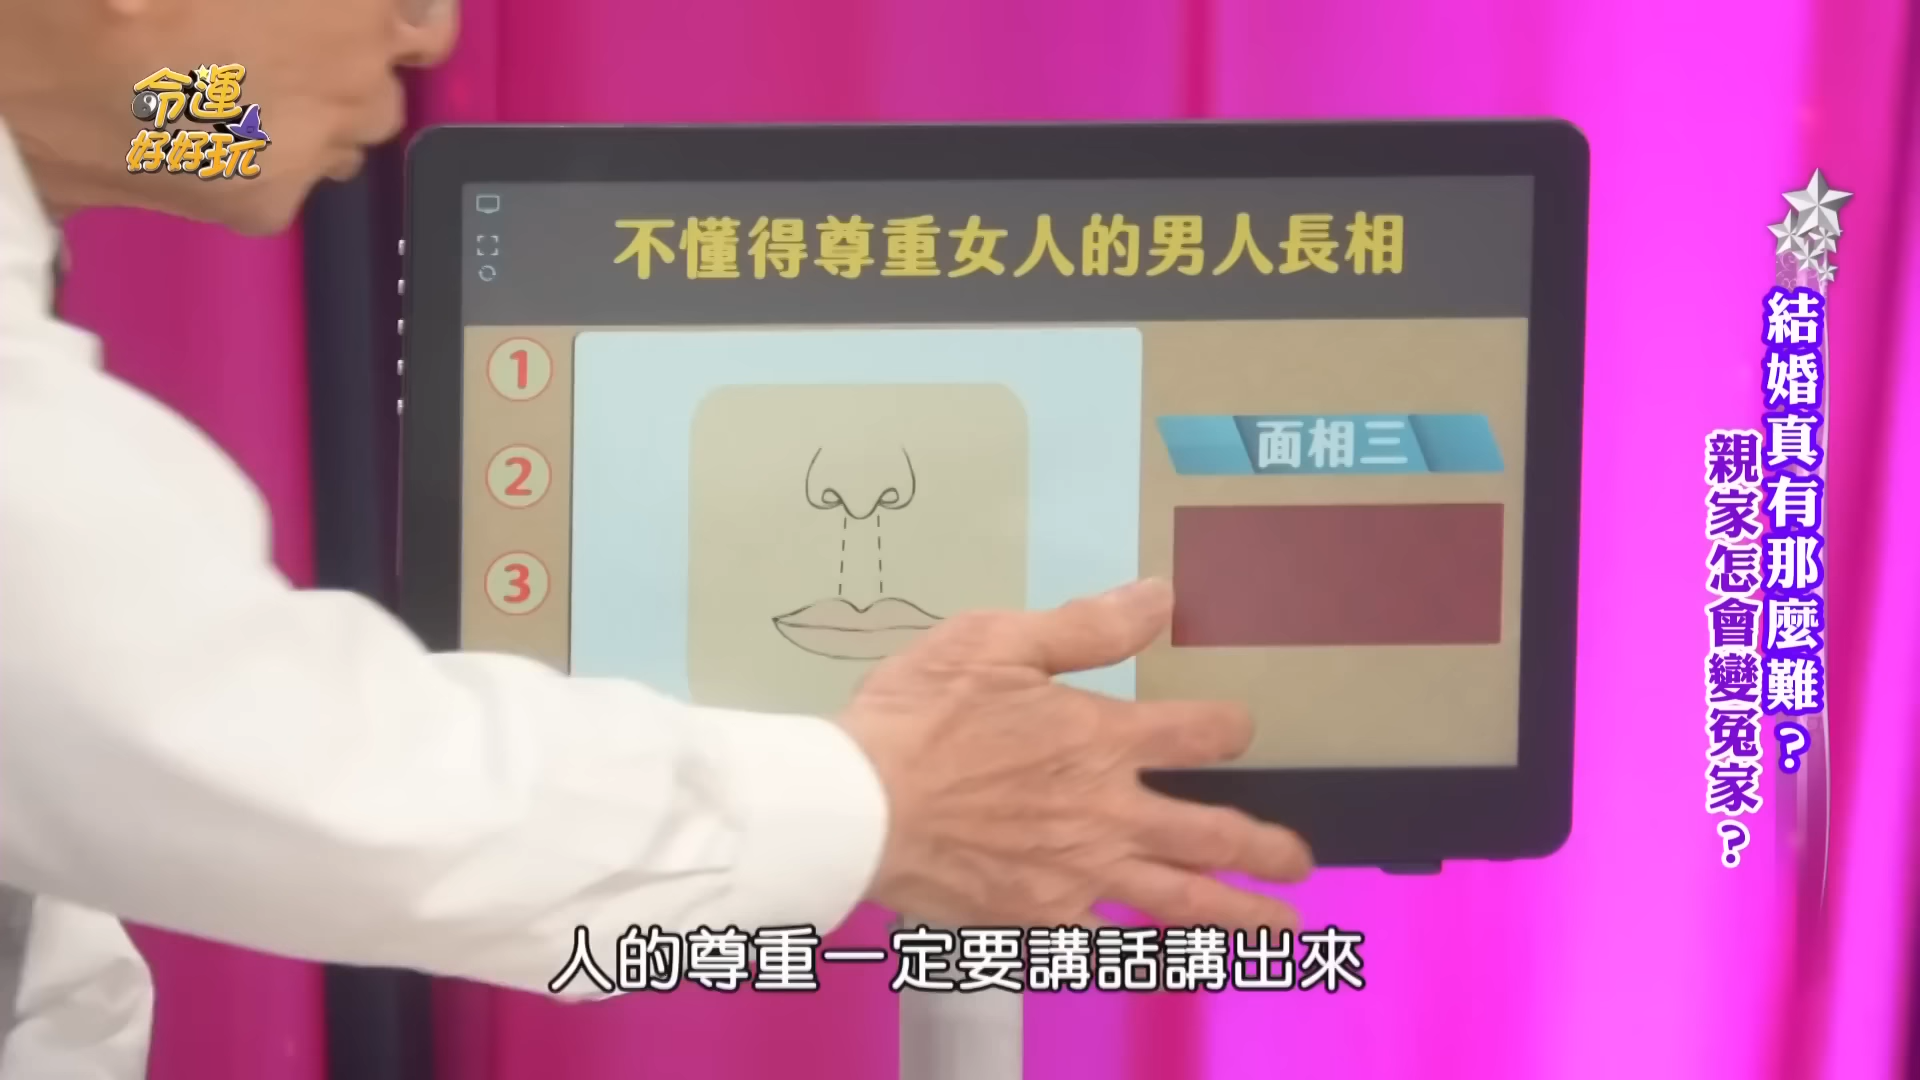 命運
好好玩
不懂得尊重女人的男人長相
1
2
3
面相三
結婚真有那麼難?
親家怎會變冤家?
人的尊重一定要講話講出來